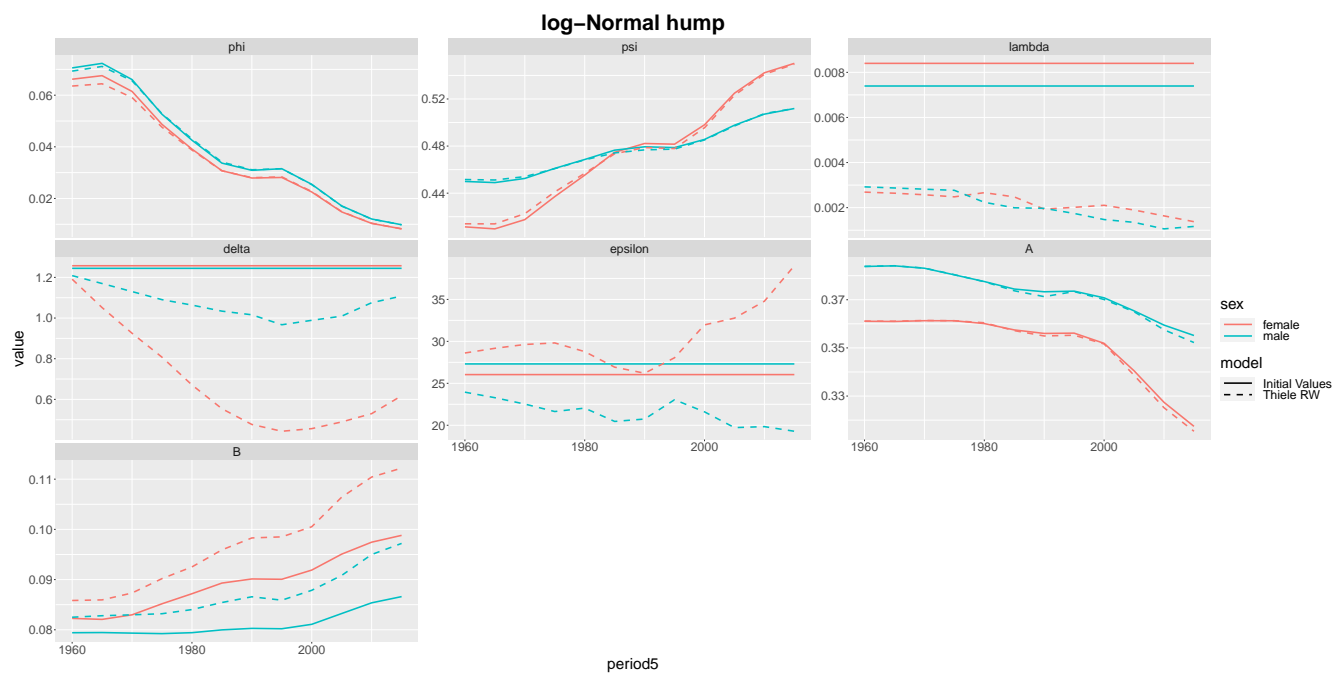 log−Normal hump
phi
psi
lambda
0.06
0.04
0.02
0.52
0.48
0.44
0.008
0.006
0.004
0.002
delta
epsilon
A
1.2
1.0
0.8
0.6
35
30
25
20
0.37
0.35
0.33
1960
1980
2000
1960
1980
2000
B
0.11
0.10
0.09
0.08
1960
1980
2000
value
period5
sex
female
male
model
Initial Values
Thiele RW